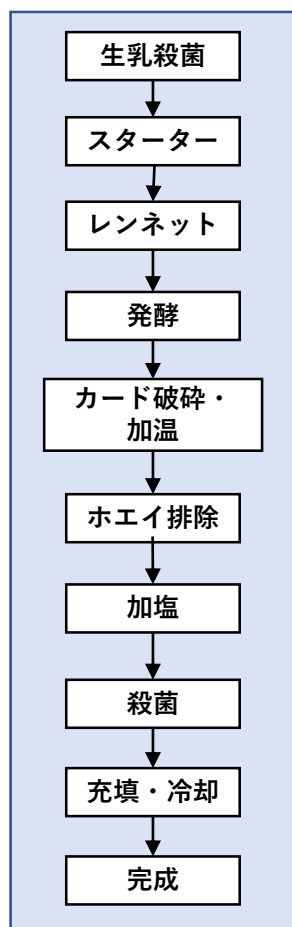 生乳殺菌
スターター
レンネット
発酵
カード破砕・
加温
ホエイ排除
加塩
殺菌
充填・冷却
完成